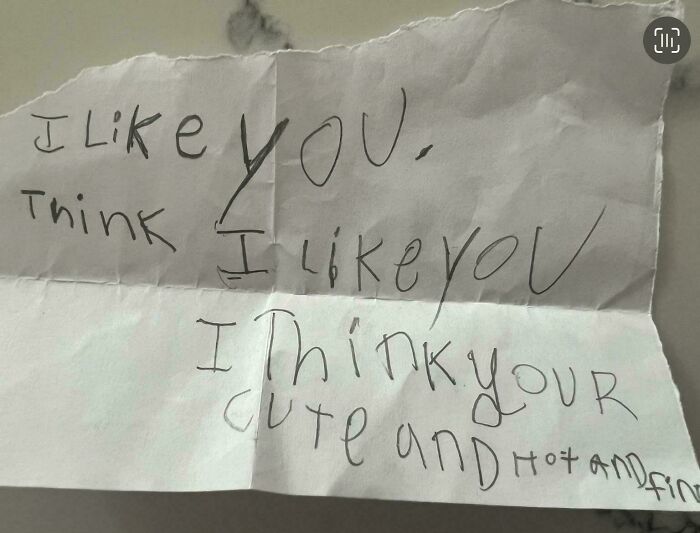 I Like you.
Think I Like you
I Think your
cute and Hot and fin